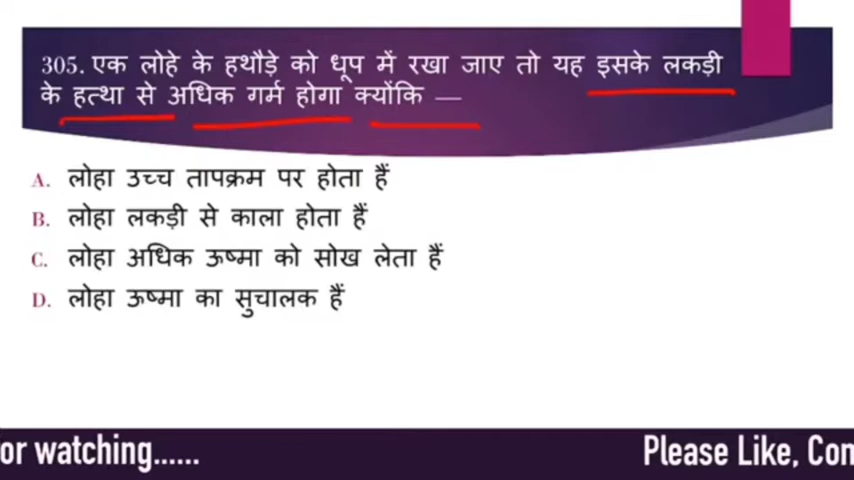 305. एक लोहे के हथौड़े को धूप में रखा जाए तो यह इसके लकड़ी
के हत्था से अधिक गर्म होगा क्योंकि —
A. लोहा उच्च तापक्रम पर होता हैं
B. लोहा लकड़ी से काला होता हैं
C. लोहा अधिक ऊष्मा को सोख लेता हैं
D. लोहा ऊष्मा का सुचालक हैं
or watching...... Please Like, Con